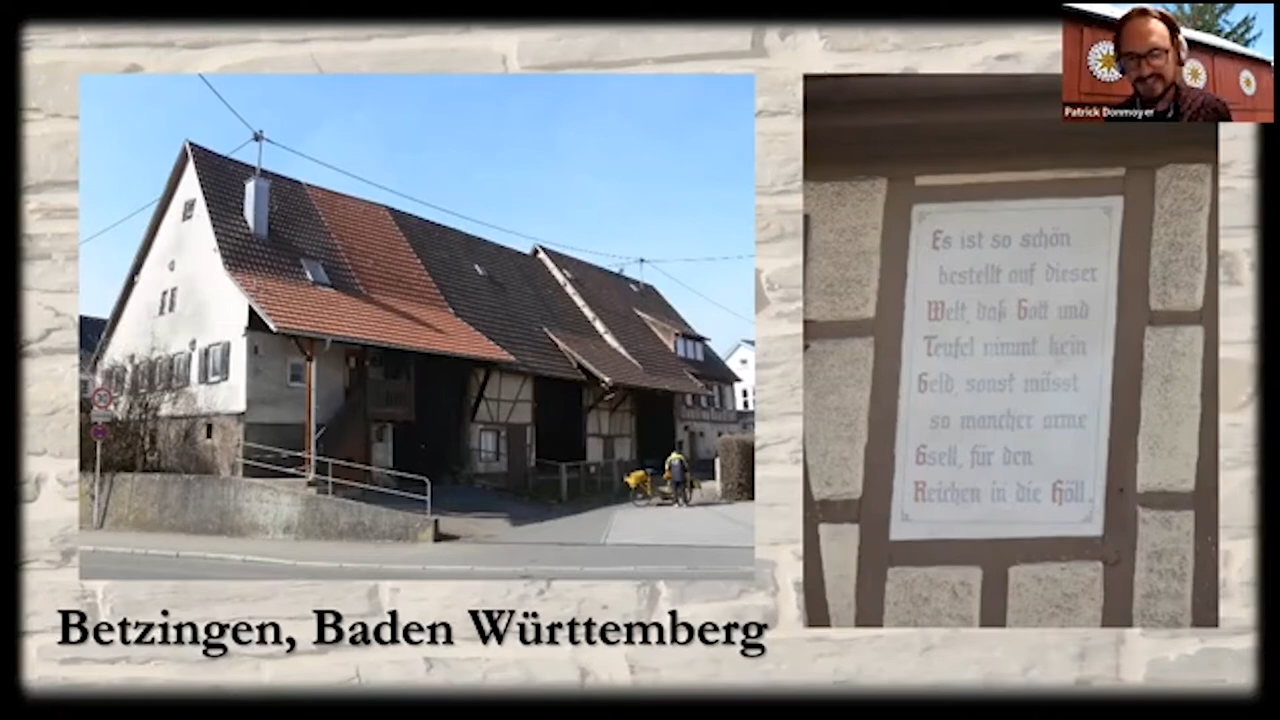 Patrick Donmoyer
Es ist so schön
bestellt auf dieser
Welt, daß Gott und
Teufel nimmt kein
Geld, sonst müsst
so mancher arme
Gsell, für den
Reichen in die Höll.
Betzingen, Baden Württemberg